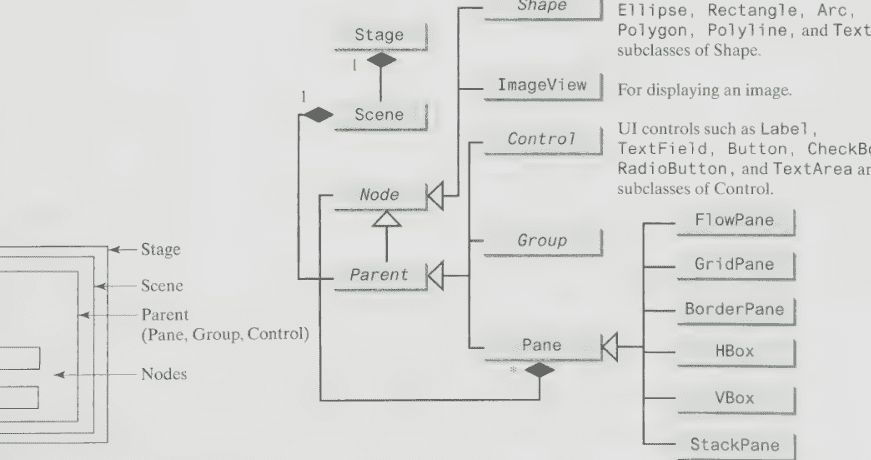 Shape
Ellipse, Rectangle, Arc,
Polygon, Polyline, and Text
subclasses of Shape.
Stage
1
ImageView
For displaying an image.
1
Scene
Control
UI controls such as Label,
TextField, Button, CheckBo
RadioButton, and TextArea ar
subclasses of Control.
Node
FlowPane
Group
Stage
GridPane
Parent
Scene
BorderPane
Parent
(Pane, Group, Control)
Pane
HBox
*
Nodes
VBox
StackPane